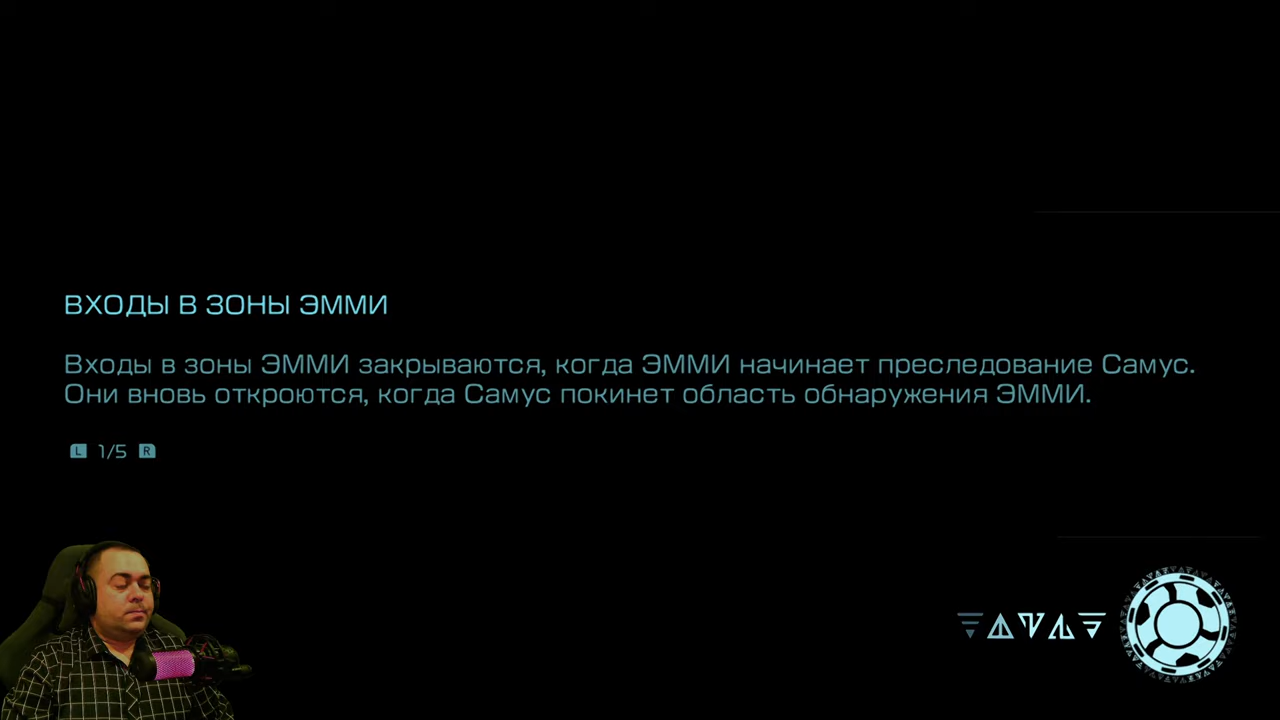 ВХОДЫ В ЗОНЫ ЭММИ
Входы в зоны ЭММИ закрываются, когда ЭММИ начинает преследование Самус.
Они вновь откроются, когда Самус покинет область обнаружения ЭММИ.
L 1/5 R